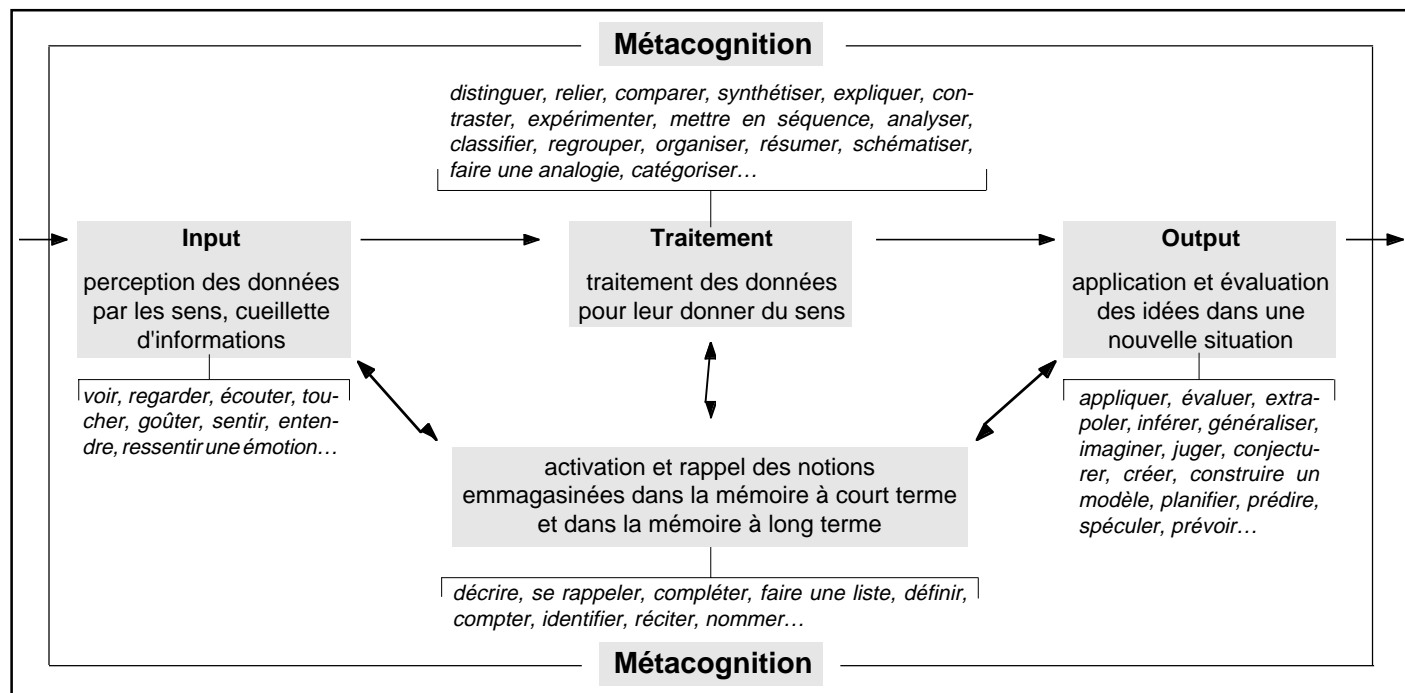 Métacognition
distinguer, relier, comparer, synthétiser, expliquer, con-
traster, expérimenter, mettre en séquence, analyser,
classifier, regrouper, organiser, résumer, schématiser,
faire une analogie, catégoriser…
Input
perception des données
par les sens, cueillette
d'informations
voir, regarder, écouter, tou-
cher, goûter, sentir, enten-
dre, ressentir une émotion…
Traitement
traitement des données
pour leur donner du sens
Output
application et évaluation
des idées dans une
nouvelle situation
appliquer, évaluer, extra-
poler, inférer, généraliser,
imaginer, juger, conjectu-
rer, créer, construire un
modèle, planifier, prédire,
spéculer, prévoir…
activation et rappel des notions
emmagasinées dans la mémoire à court terme
et dans la mémoire à long terme
décrire, se rappeler, compléter, faire une liste, définir,
compter, identifier, réciter, nommer…
Métacognition